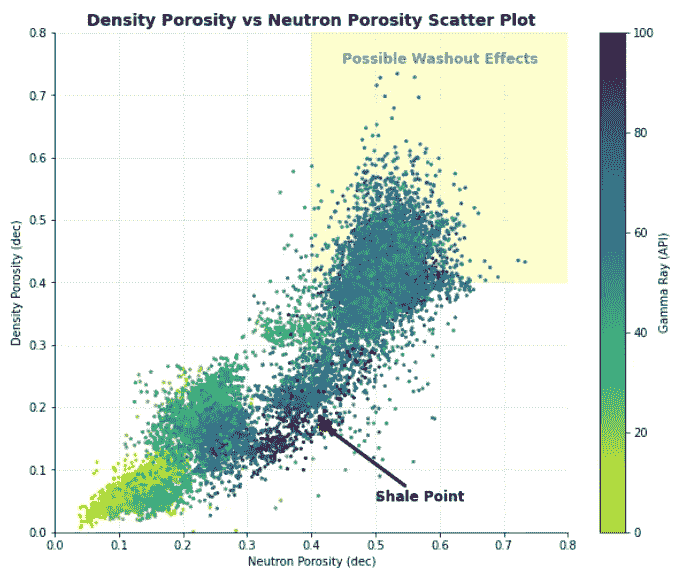 Density Porosity vs Neutron Porosity Scatter Plot
Possible Washout Effects
Shale Point
Density Porosity (dec)
0.8
0.7
0.6
0.5
0.4
0.3
0.2
0.1
0.0
0.0 0.1 0.2 0.3 0.4 0.5 0.6 0.7 0.8
Neutron Porosity (dec)
100
80
60
40
20
0
Gamma Ray (API)